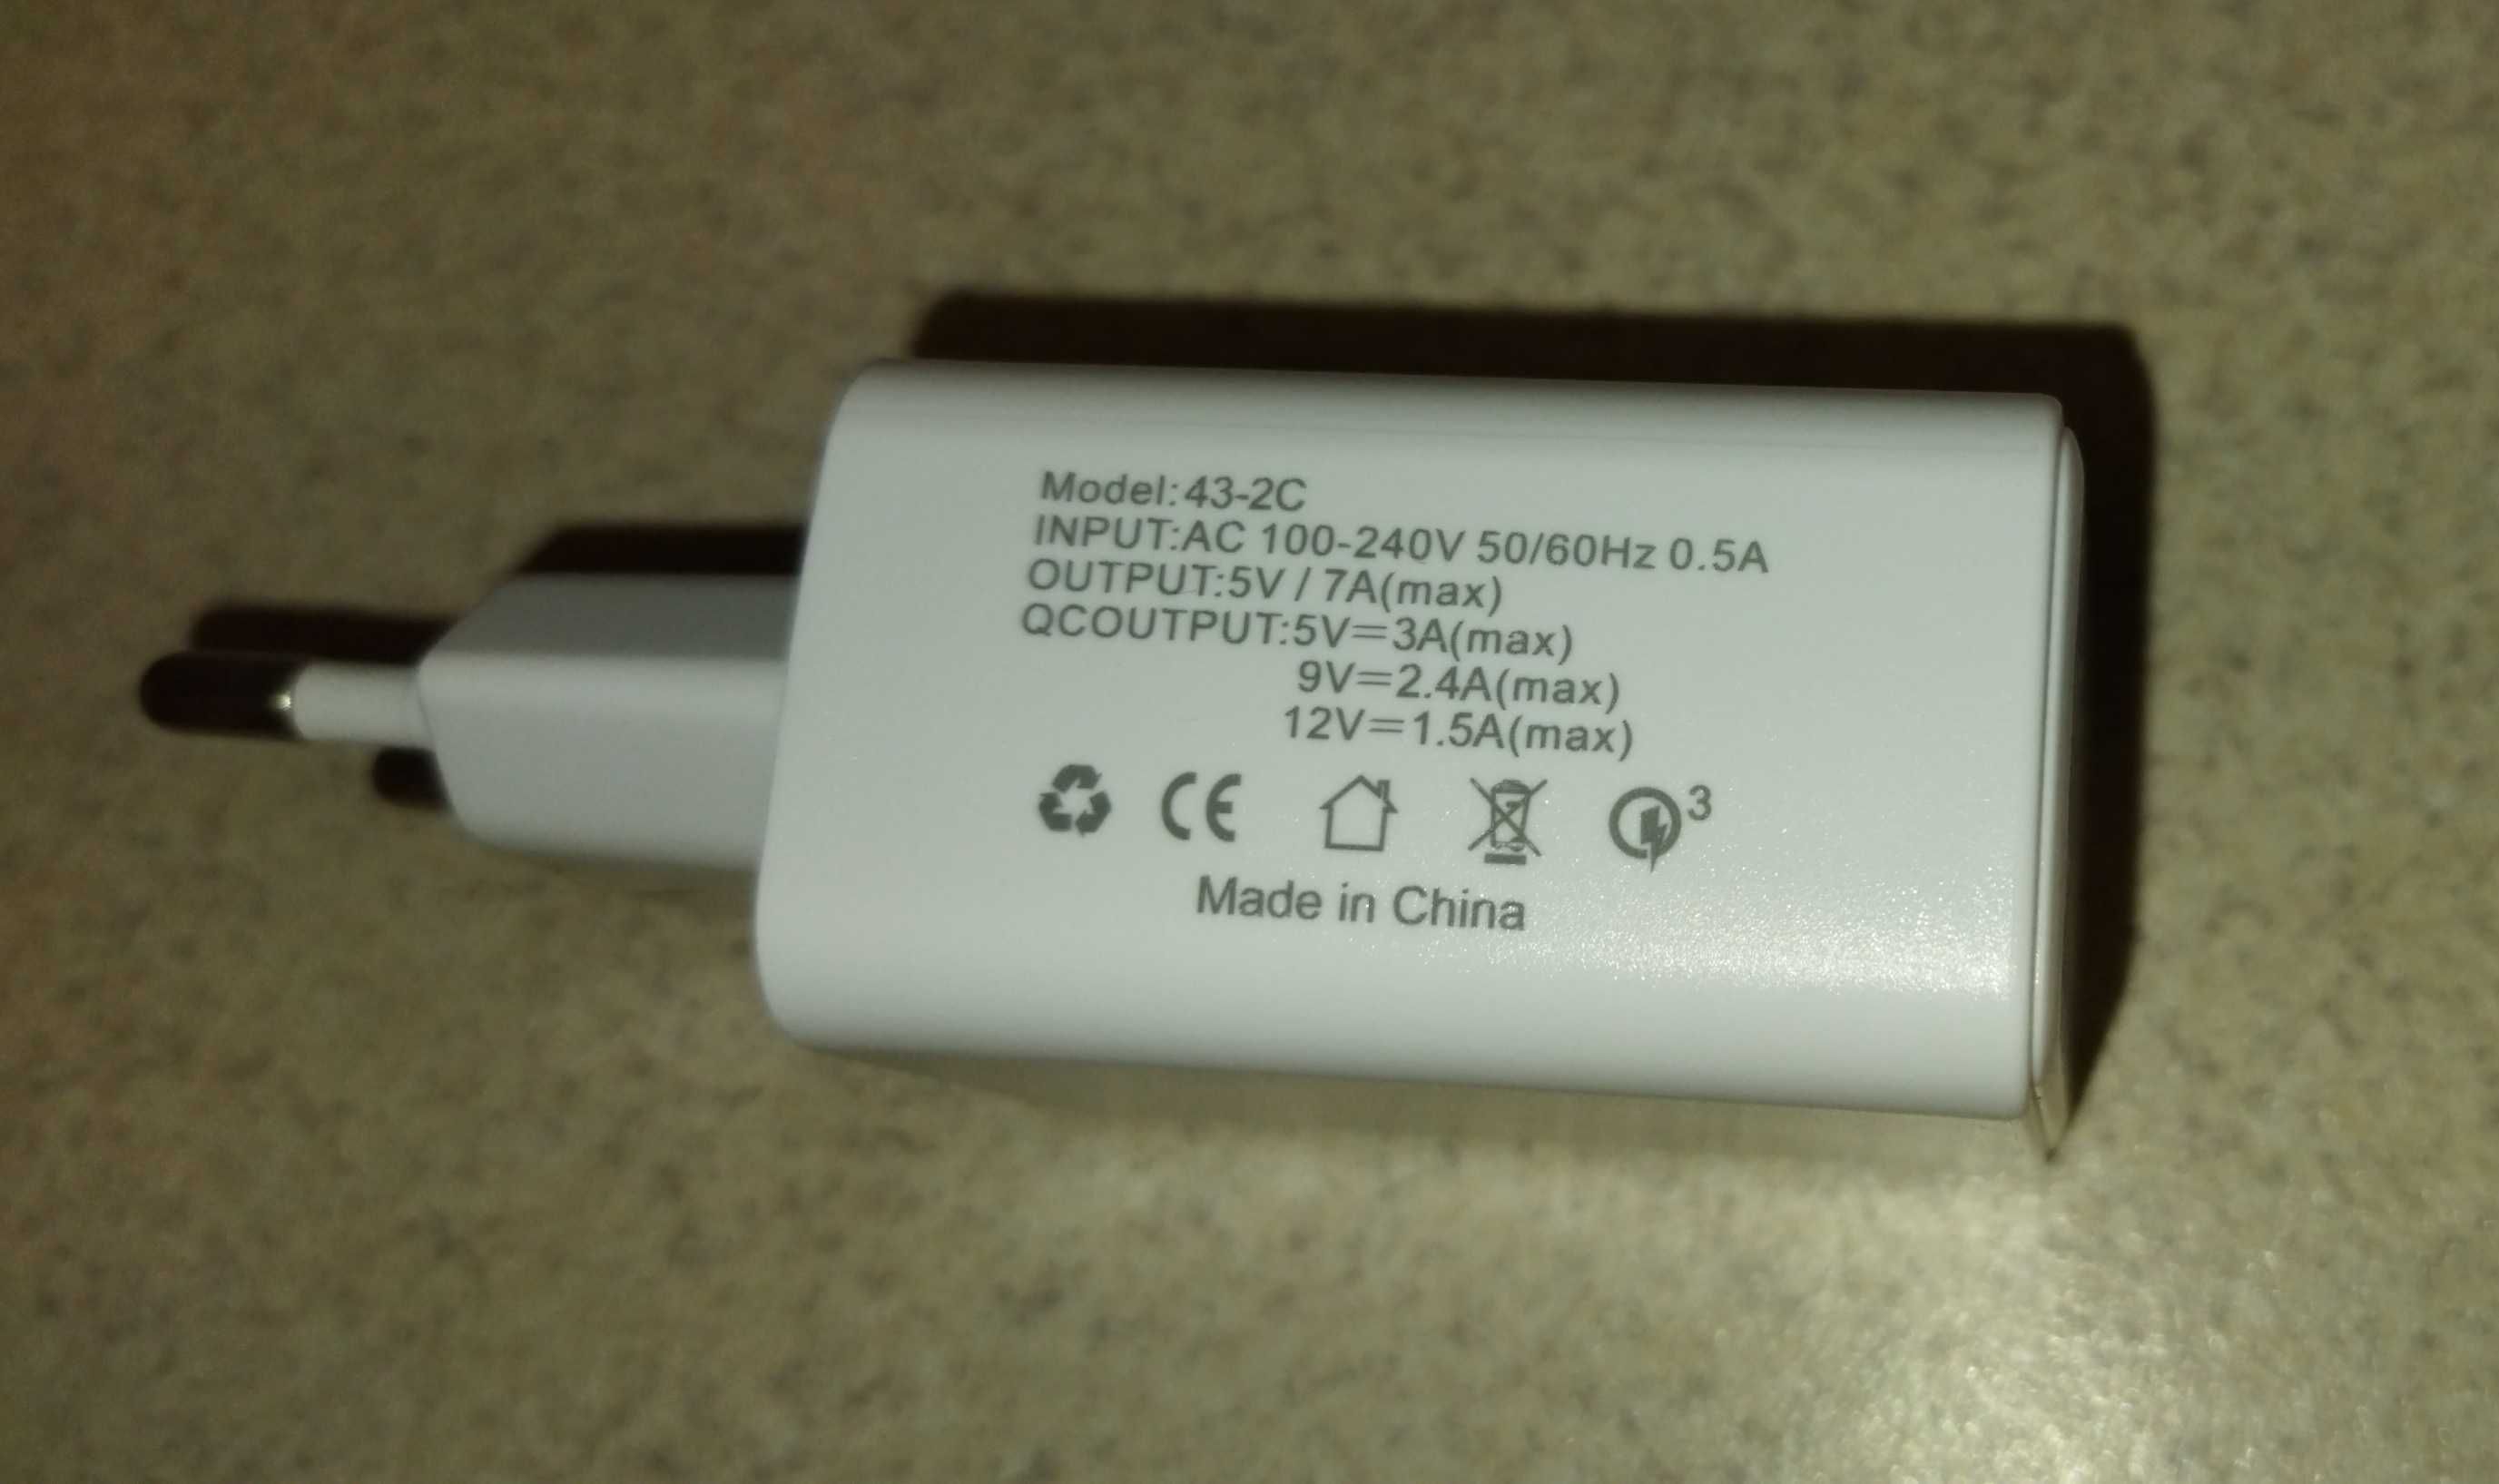 Model:43-2C
INPUT:AC 100-240V 50/60Hz 0.5A
OUTPUT:5V / 7A(max)
QCOUTPUT:5V=3A(max)
9V=2.4A(max)
12V=1.5A(max)
CE 3
Made in China